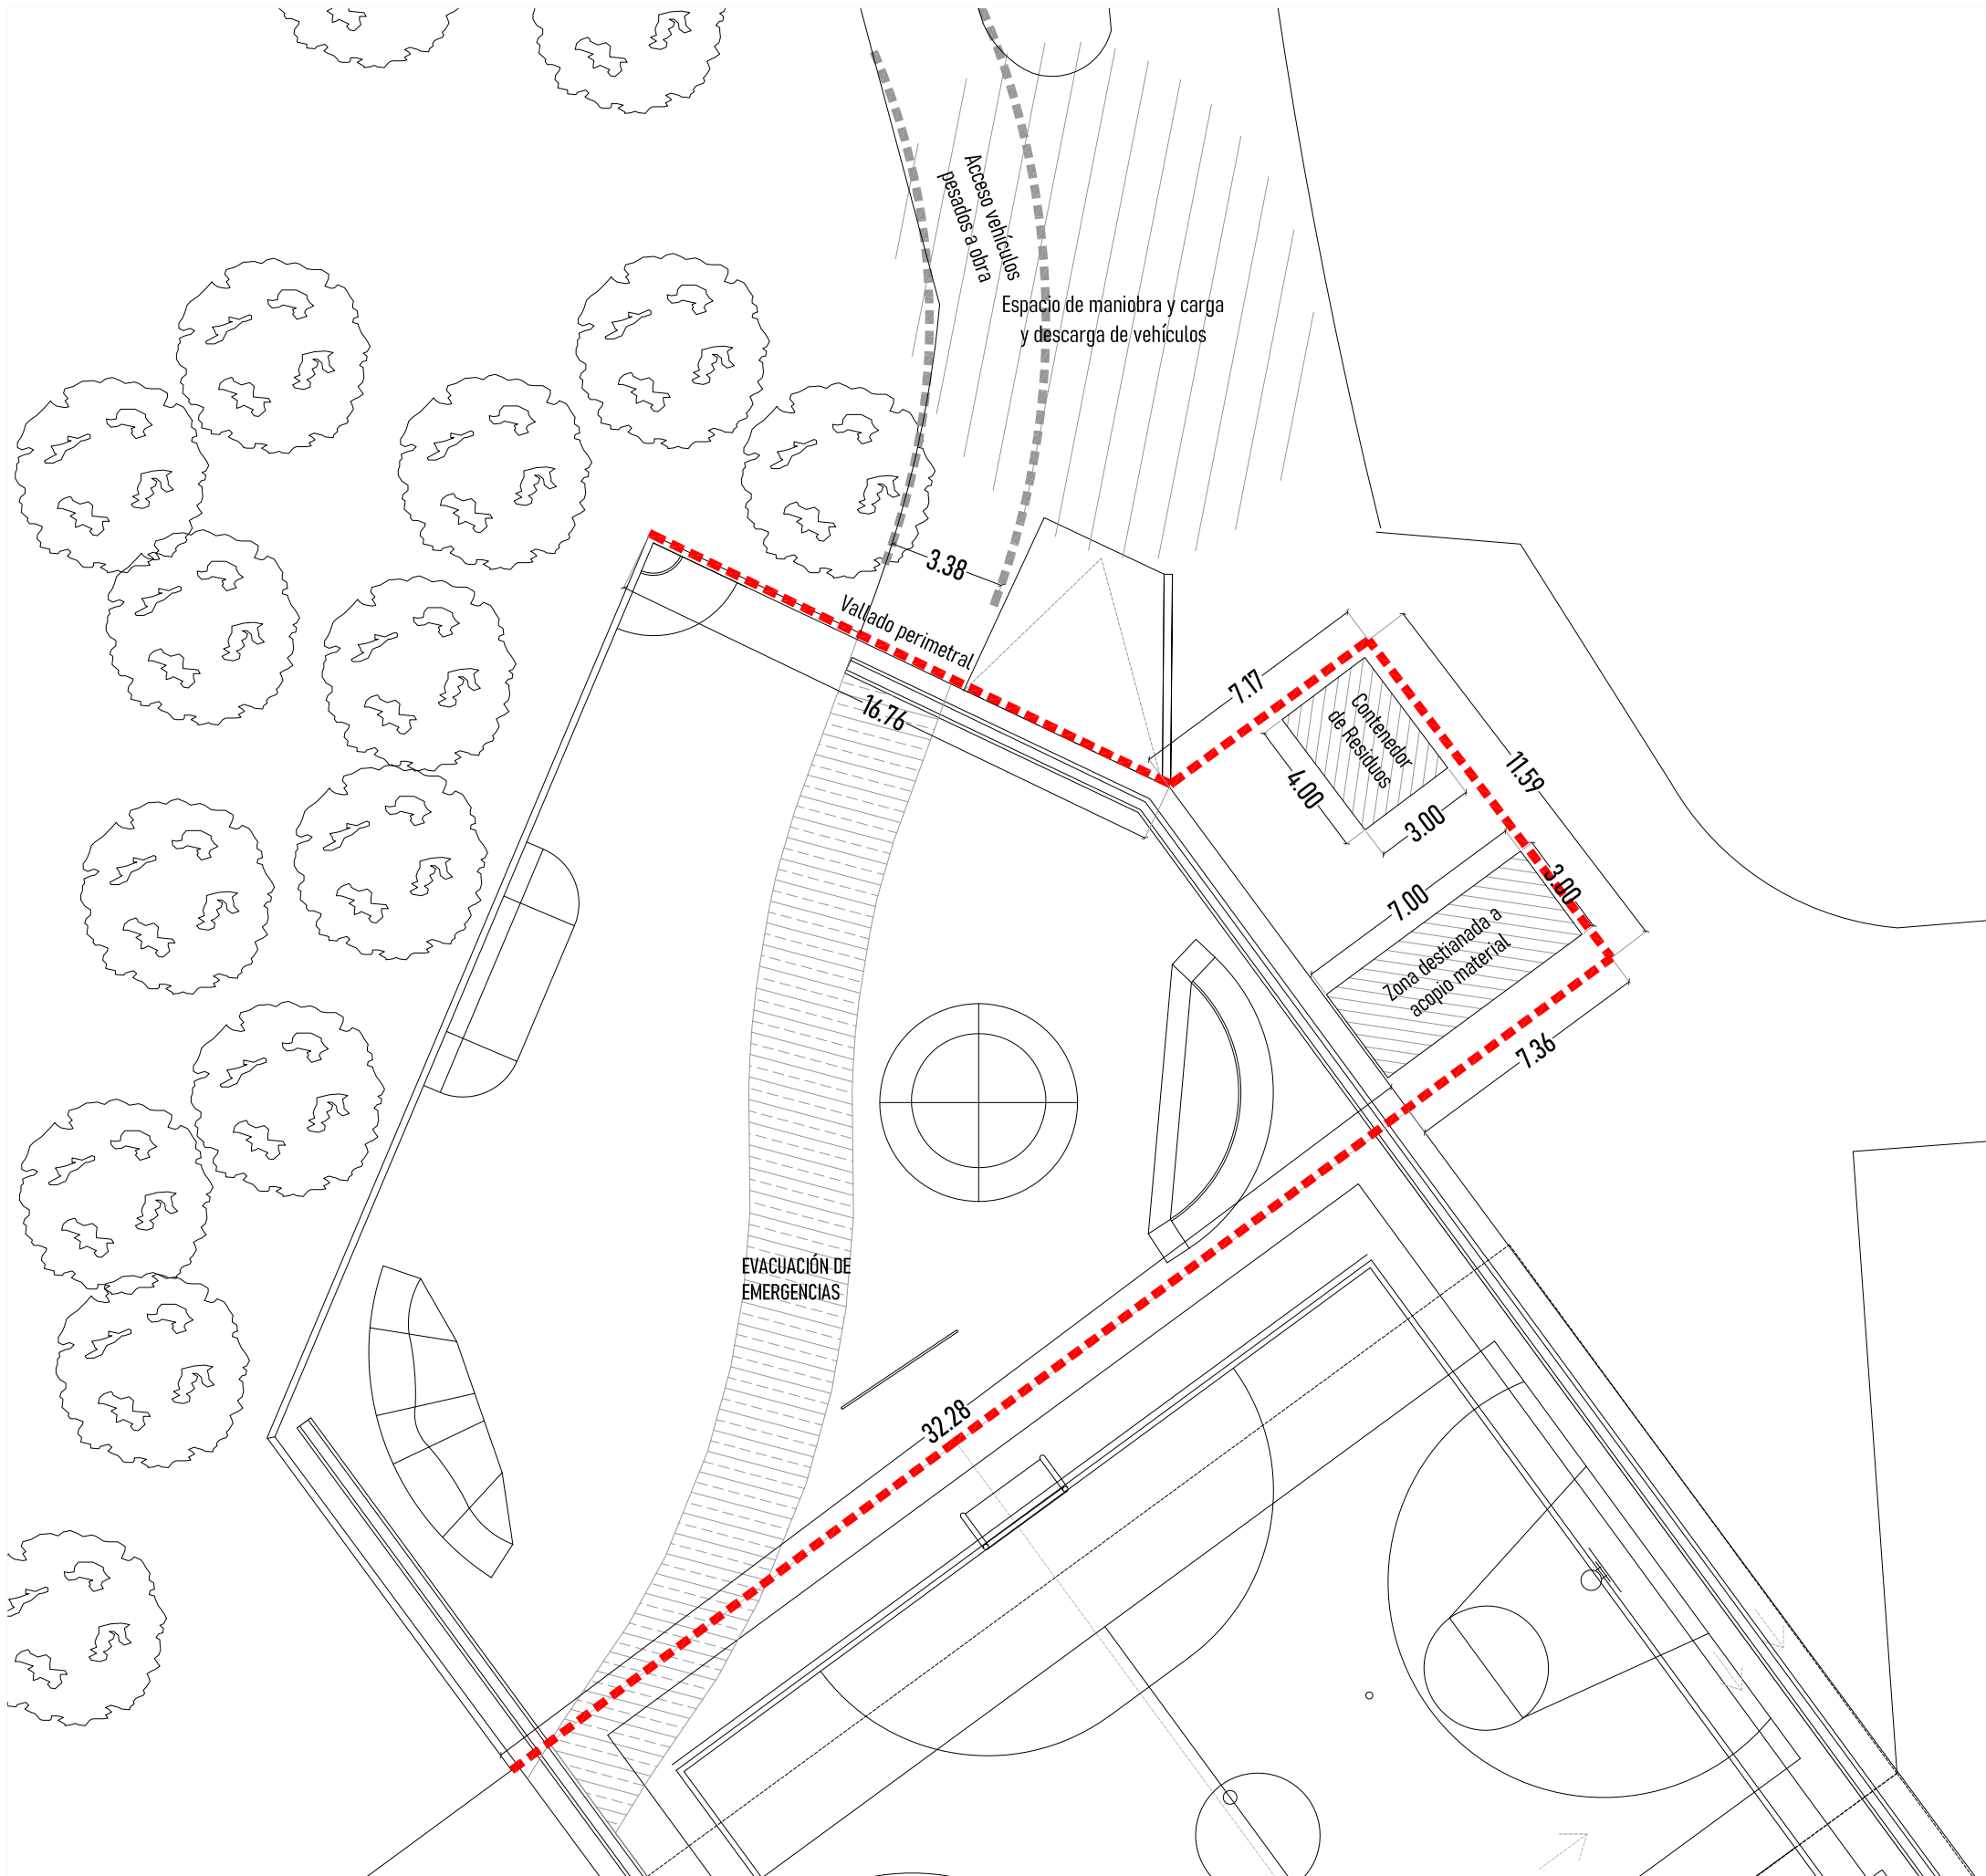 Acceso vehículos
pesados a obra
Espacio de maniobra y carga
y descarga de vehículos
3.38
Vallado perimetral
16.76
7.17
Contenedor
de Residuos
11.59
4.00
3.00
3.00
7.00
Zona destianada a
acopio material
7.36
EVACUACIÓN DE
EMERGENCIAS
32.28